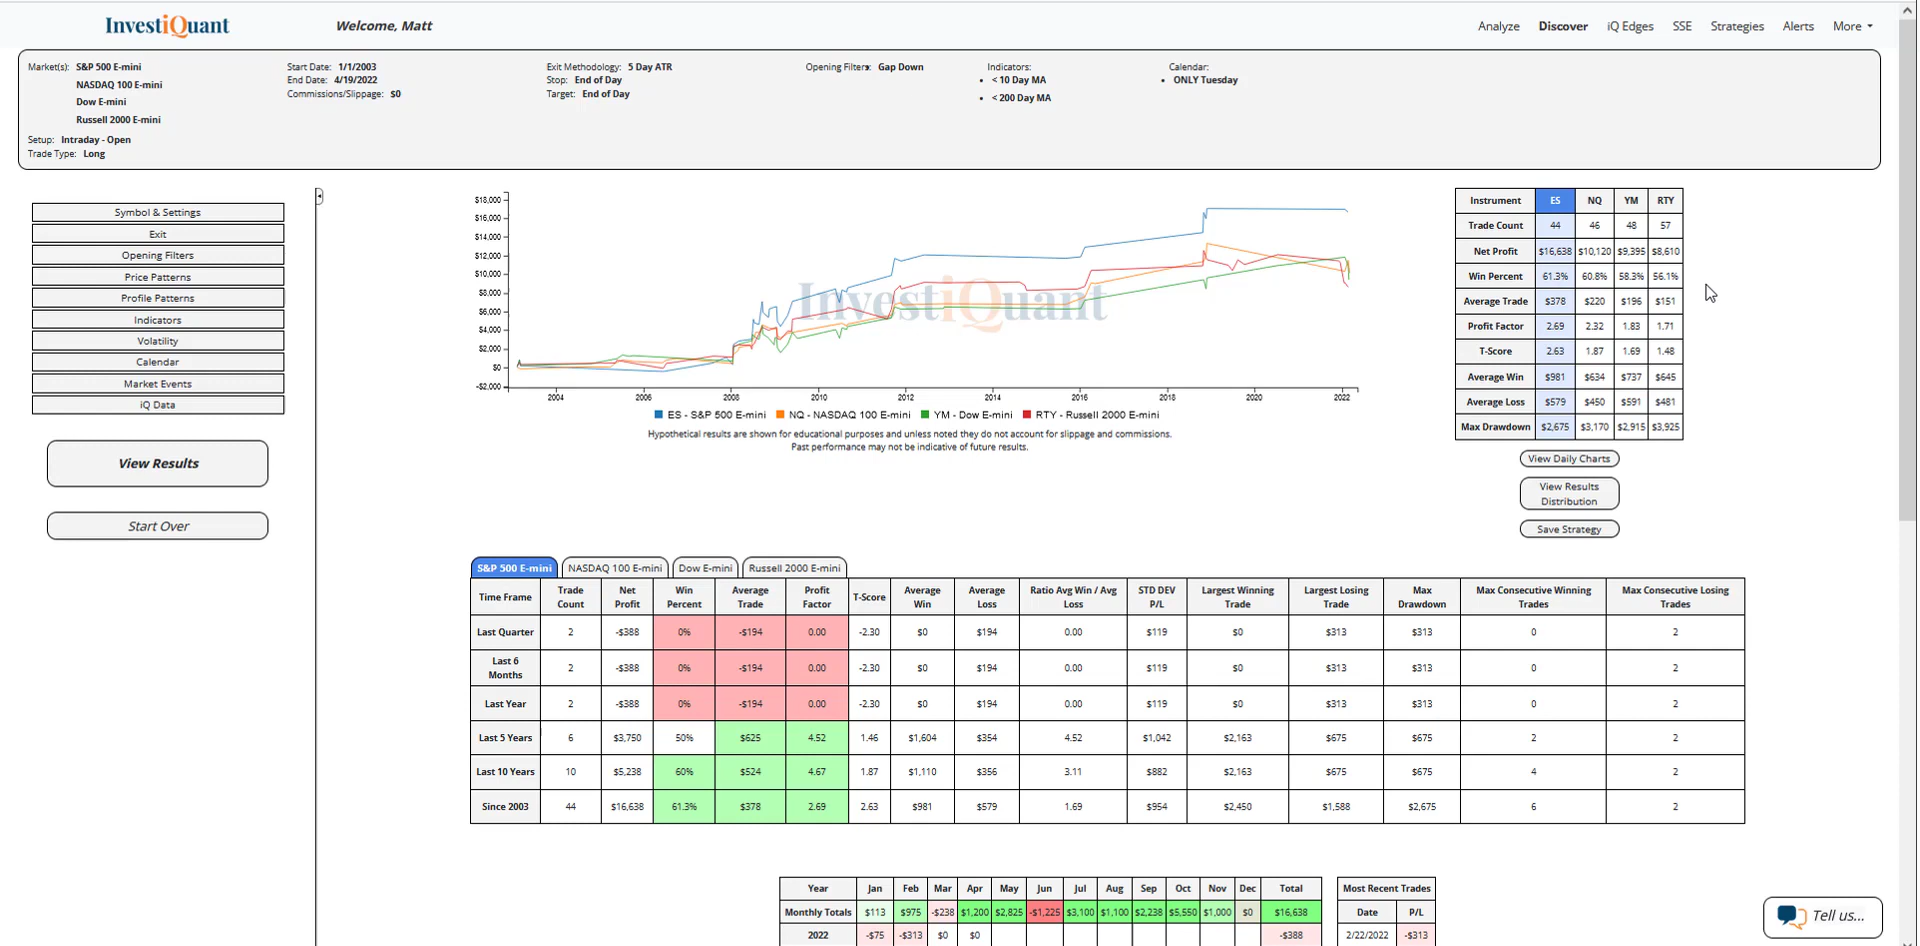 InvestiQuant
Welcome, Matt
Analyze Discover iQ Edges SSE Strategies Alerts More
Market(s): S&P 500 E-mini
NASDAQ 100 E-mini
Dow E-mini
Russell 2000 E-mini
Setup: Intraday - Open
Trade Type: Long
Start Date: 1/1/2003
End Date: 4/19/2022
Commissions/Slippage: $0
Exit Methodology: 5 Day ATR
Stop: End of Day
Target: End of Day
Opening Filters: Gap Down
Indicators:
• < 10 Day MA
• < 200 Day MA
Calendar:
• ONLY Tuesday
Symbol & Settings
Exit
Opening Filters
Price Patterns
Profile Patterns
Indicators
Volatility
Calendar
Market Events
iQ Data
View Results
Start Over
$18,000
$16,000
$14,000
$12,000
$10,000
$8,000
$6,000
$4,000
$2,000
$0
-$2,000
InvestiQuant
2004 2006 2008 2010 2012 2014 2016 2018 2020 2022
ES - S&P 500 E-mini NQ - NASDAQ 100 E-mini YM - Dow E-mini RTY - Russell 2000 E-mini
Hypothetical results are shown for educational purposes and unless noted they do not account for slippage and commissions.
Past performance may not be indicative of future results.
Instrument ES NQ YM RTY
Trade Count 44 46 48 57
Net Profit $16,638 $10,120 $9,395 $8,610
Win Percent 61.3% 60.8% 58.3% 56.1%
Average Trade $378 $220 $196 $151
Profit Factor 2.69 2.32 1.83 1.71
T-Score 2.63 1.87 1.69 1.48
Average Win $981 $634 $737 $645
Average Loss $579 $450 $591 $481
Max Drawdown $2,675 $3,170 $2,915 $3,925
View Daily Charts
View Results
Distribution
Save Strategy
S&P 500 E-mini NASDAQ 100 E-mini Dow E-mini Russell 2000 E-mini
Time Frame Trade Count Net Profit Win Percent Average Trade Profit Factor T-Score Average Win Average Loss Ratio Avg Win / Avg Loss STD DEV P/L Largest Winning Trade Largest Losing Trade Max Drawdown Max Consecutive Winning Trades Max Consecutive Losing Trades
Last Quarter 2 -$388 0% -$194 0.00 -2.30 $0 $194 0.00 $119 $0 $313 $313 0 2
Last 6 Months 2 -$388 0% -$194 0.00 -2.30 $0 $194 0.00 $119 $0 $313 $313 0 2
Last Year 2 -$388 0% -$194 0.00 -2.30 $0 $194 0.00 $119 $0 $313 $313 0 2
Last 5 Years 6 $3,750 50% $625 4.52 1.46 $1,604 $354 4.52 $1,042 $2,163 $675 $675 2 2
Last 10 Years 10 $5,238 60% $524 4.67 1.87 $1,110 $356 3.11 $882 $2,163 $675 $675 4 2
Since 2003 44 $16,638 61.3% $378 2.69 2.63 $981 $579 1.69 $954 $2,450 $1,588 $2,675 6 2
Year Jan Feb Mar Apr May Jun Jul Aug Sep Oct Nov Dec Total
Monthly Totals $113 $975 -$238 $1,200 $2,825 -$1,225 $3,100 $1,100 $2,238 $5,550 $1,000 $0 $16,638
2022 -$75 -$313 $0 $0 -$388
Most Recent Trades
Date P/L
2/22/2022 -$313
Tell us...